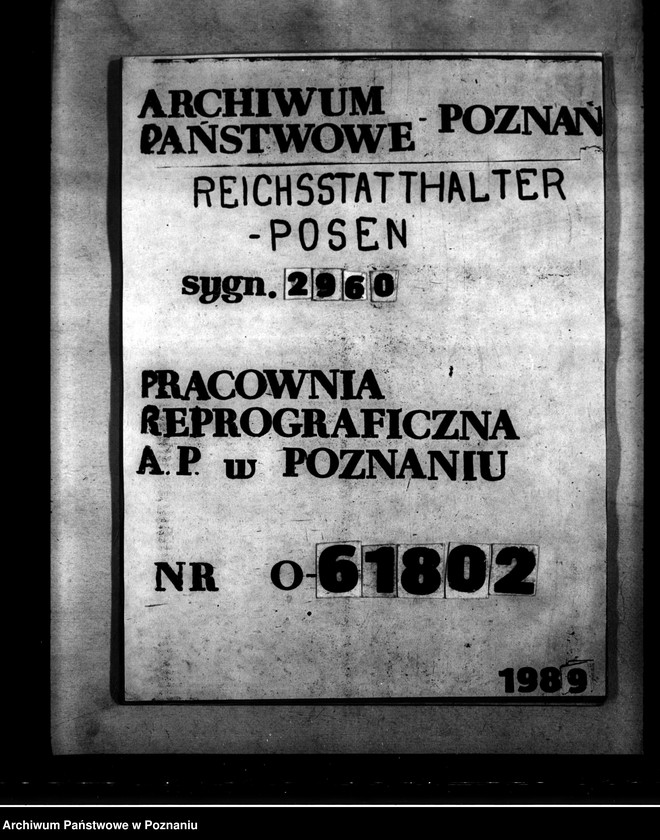 ARCHIWUM
PAŃSTWOWE - POZNAŃ
REICHSSTATTHALTER
-POSEN
sygn. 2960
PRACOWNIA
REPROGRAFICZNA
A.P. w POZNANIU
NR O-61802
1989
Archiwum Państwowe w Poznaniu